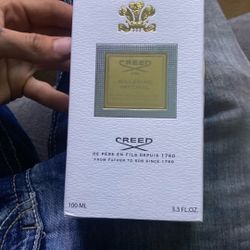 CREED
CREED
DE PÈRE EN FILS DEPUIS 1760
FROM FATHER TO SON SINCE 1760
100 ML
3.3 FL.OZ.